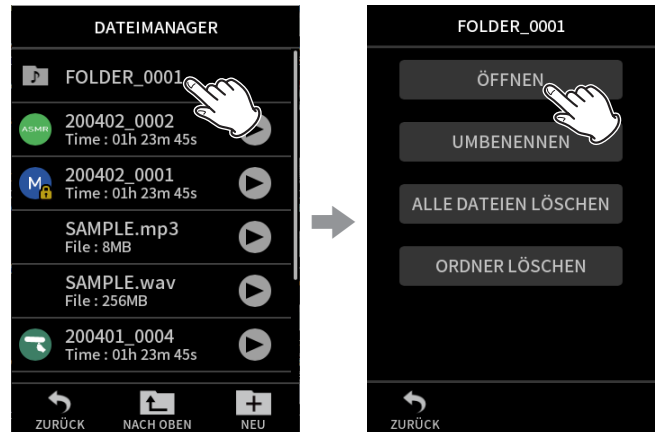 DATEIMANAGER
FOLDER_0001
ASMR
200402_0002
Time : 01h 23m 45s
M
200402_0001
Time : 01h 23m 45s
SAMPLE.mp3
File : 8MB
SAMPLE.wav
File : 256MB
200401_0004
Time : 01h 23m 45s
ZURÜCK
NACH OBEN
NEU
FOLDER_0001
ÖFFNEN
UMBENENNEN
ALLE DATEIEN LÖSCHEN
ORDNER LÖSCHEN
ZURÜCK